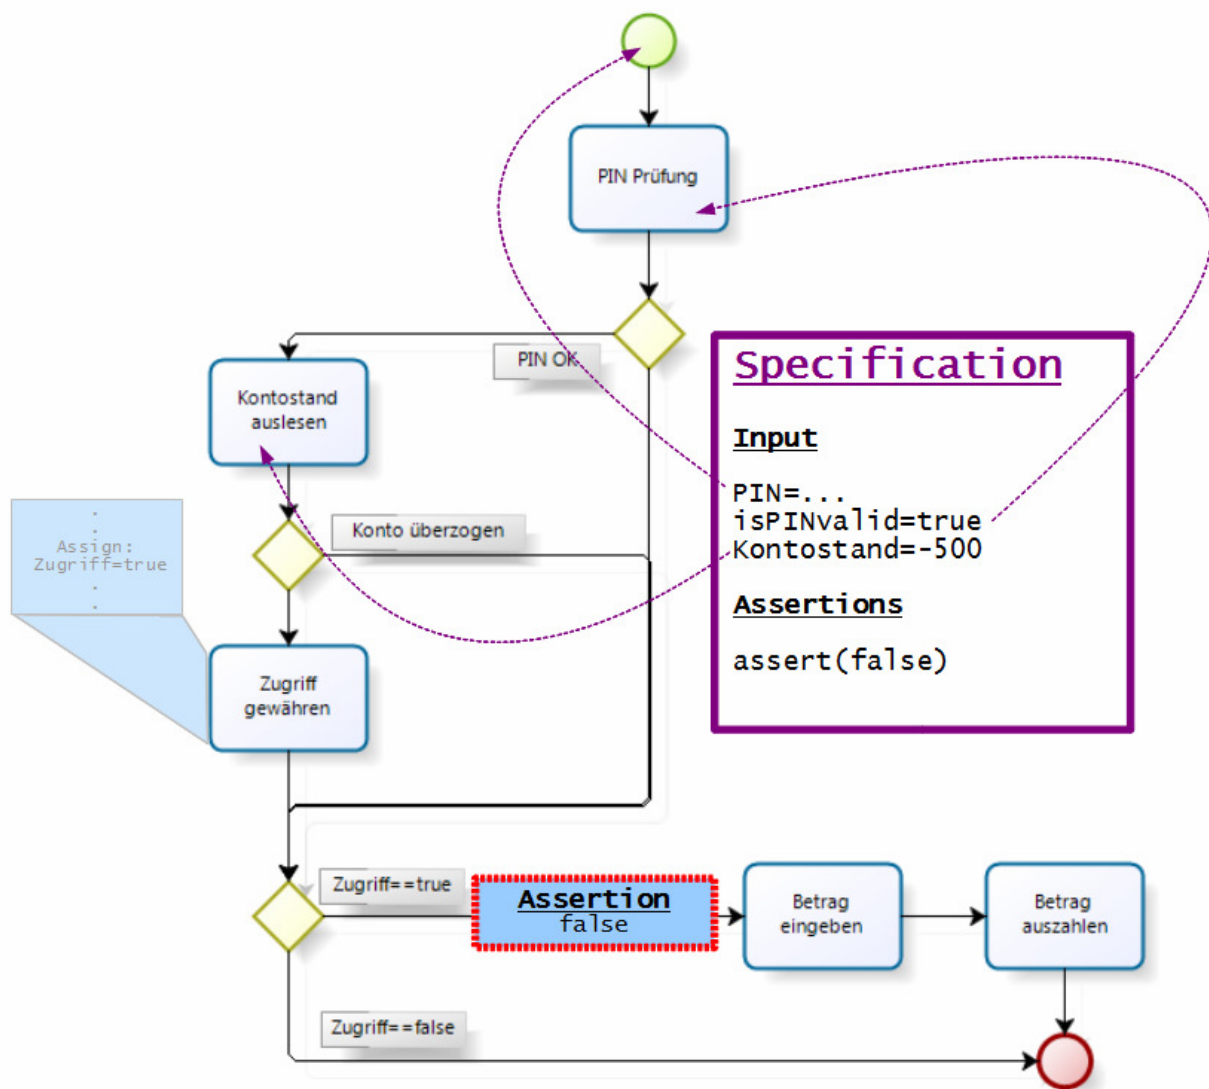 PIN Prüfung
PIN OK
Kontostand
auslesen
Specification
Input
PIN=...
isPINvalid=true
Kontostand=-500
Assertions
assert(false)
Konto überzogen
.
.
Assign:
Zugriff=true
.
.
Zugriff
gewähren
Zugriff==true
Assertion
false
Betrag
eingeben
Betrag
auszahlen
Zugriff==false